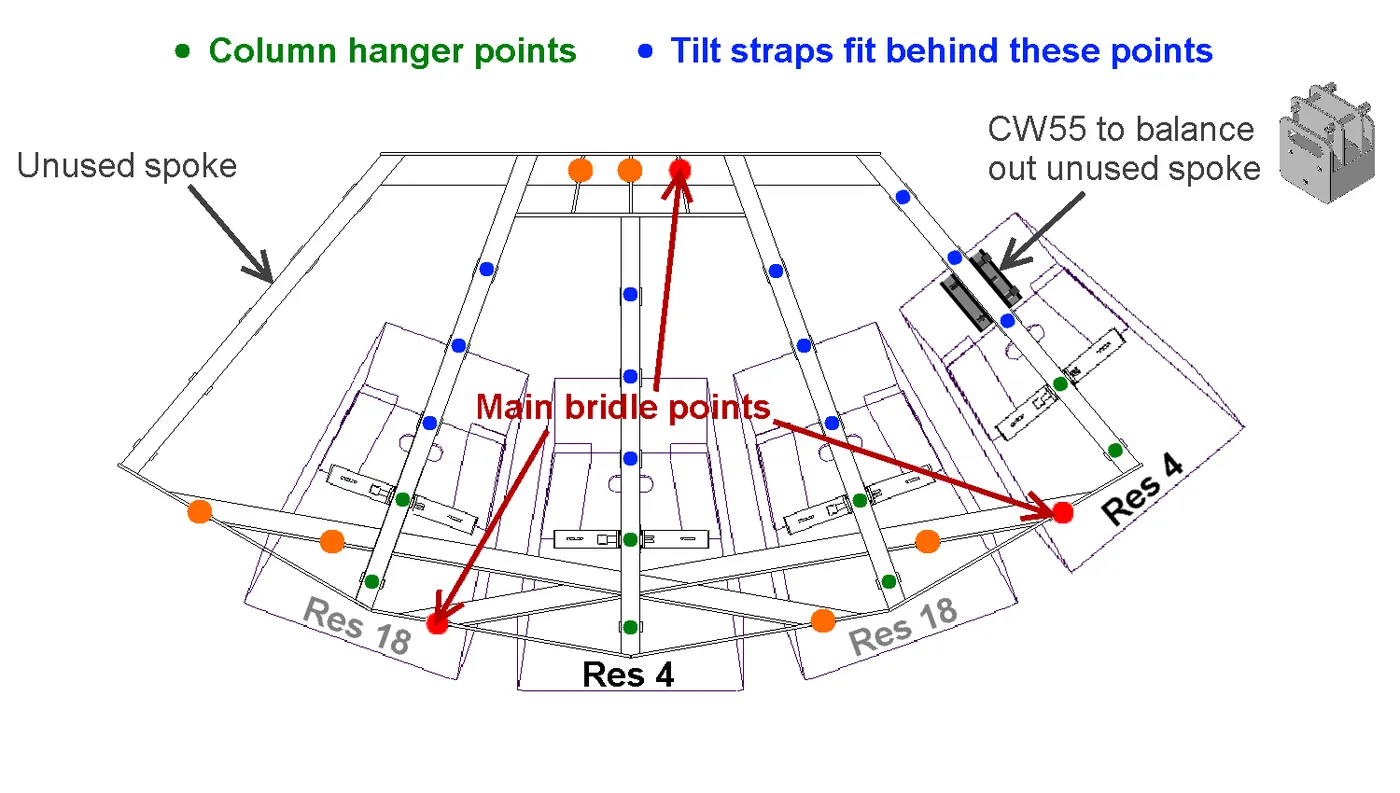 Column hanger points
Tilt straps fit behind these points
Unused spoke
CW55 to balance
out unused spoke
Main bridle points
Res 4
Res 18
Res 4
Res 18